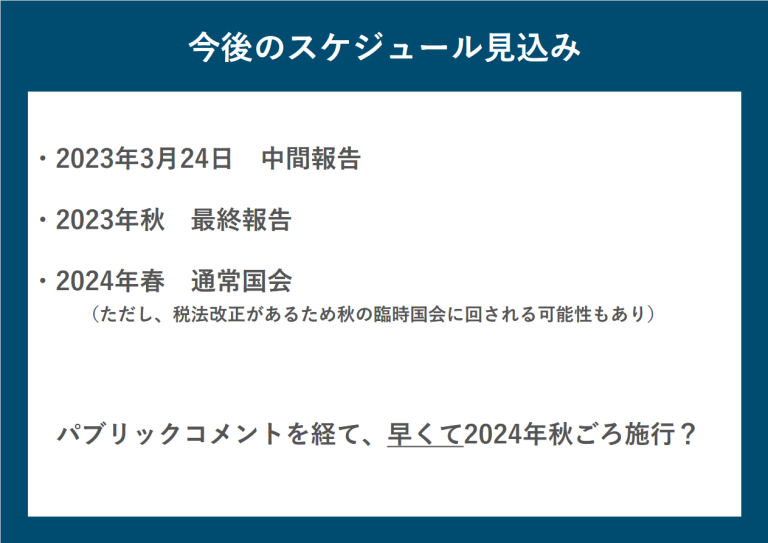 今後のスケジュール見込み
・2023年3月24日　中間報告
・2023年秋　最終報告
・2024年春　通常国会
（ただし、税法改正があるため秋の臨時国会に回される可能性もあり）
パブリックコメントを経て、早くて2024年秋ごろ施行？